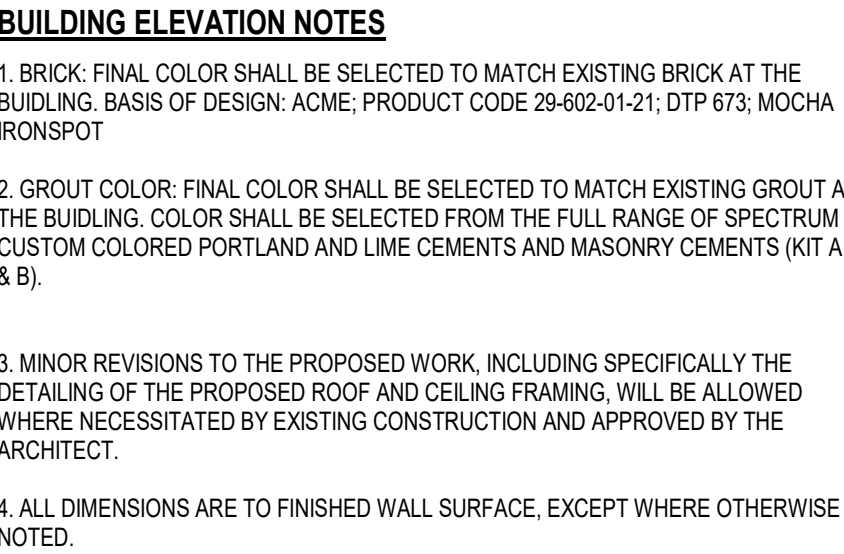 BUILDING ELEVATION NOTES
1. BRICK: FINAL COLOR SHALL BE SELECTED TO MATCH EXISTING BRICK AT THE
BUIDLING. BASIS OF DESIGN: ACME; PRODUCT CODE 29-602-01-21; DTP 673; MOCHA
IRONSPOT
2. GROUT COLOR: FINAL COLOR SHALL BE SELECTED TO MATCH EXISTING GROUT A
THE BUIDLING. COLOR SHALL BE SELECTED FROM THE FULL RANGE OF SPECTRUM
CUSTOM COLORED PORTLAND AND LIME CEMENTS AND MASONRY CEMENTS (KIT A
& B).
3. MINOR REVISIONS TO THE PROPOSED WORK, INCLUDING SPECIFICALLY THE
DETAILING OF THE PROPOSED ROOF AND CEILING FRAMING, WILL BE ALLOWED
WHERE NECESSITATED BY EXISTING CONSTRUCTION AND APPROVED BY THE
ARCHITECT.
4. ALL DIMENSIONS ARE TO FINISHED WALL SURFACE, EXCEPT WHERE OTHERWISE
NOTED.